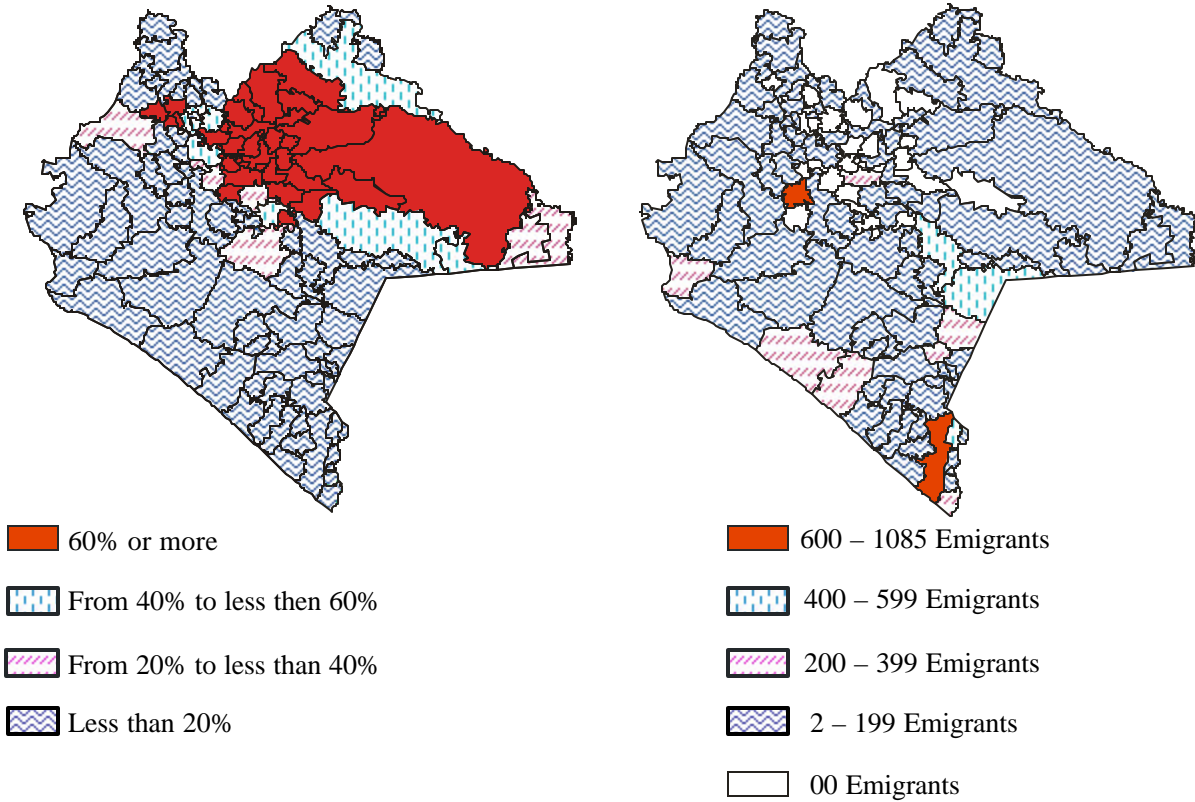 60% or more
From 40% to less then 60%
From 20% to less than 40%
Less than 20%
600 – 1085 Emigrants
400 – 599 Emigrants
200 – 399 Emigrants
2 – 199 Emigrants
00 Emigrants